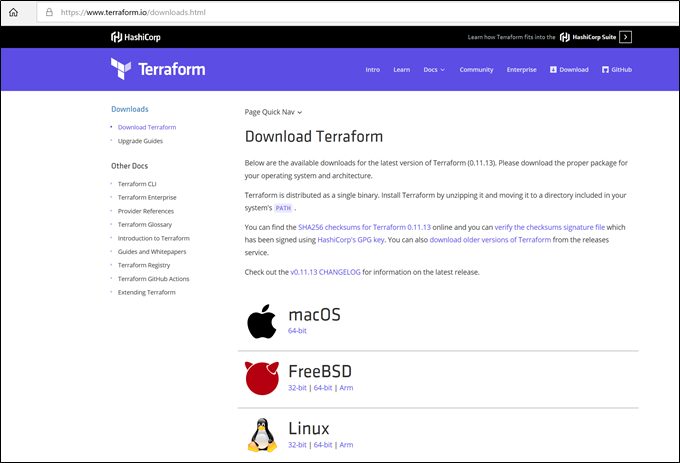 https://www.terraform.io/downloads.html
HashiCorp
Learn how Terraform fits into the HashiCorp Suite
Terraform
Intro Learn Docs Community Enterprise Download GitHub
Downloads
Download Terraform
Upgrade Guides
Other Docs
Terraform CLI
Terraform Enterprise
Provider References
Terraform Glossary
Introduction to Terraform
Guides and Whitepapers
Terraform Registry
Terraform GitHub Actions
Extending Terraform
Page Quick Nav
Download Terraform
Below are the available downloads for the latest version of Terraform (0.11.13). Please download the proper package for
your operating system and architecture.
Terraform is distributed as a single binary. Install Terraform by unzipping it and moving it to a directory included in your
system's PATH .
You can find the SHA256 checksums for Terraform 0.11.13 online and you can verify the checksums signature file which
has been signed using HashiCorp's GPG key. You can also download older versions of Terraform from the releases
service.
Check out the v0.11.13 CHANGELOG for information on the latest release.
macOS
64-bit
FreeBSD
32-bit | 64-bit | Arm
Linux
32-bit | 64-bit | Arm